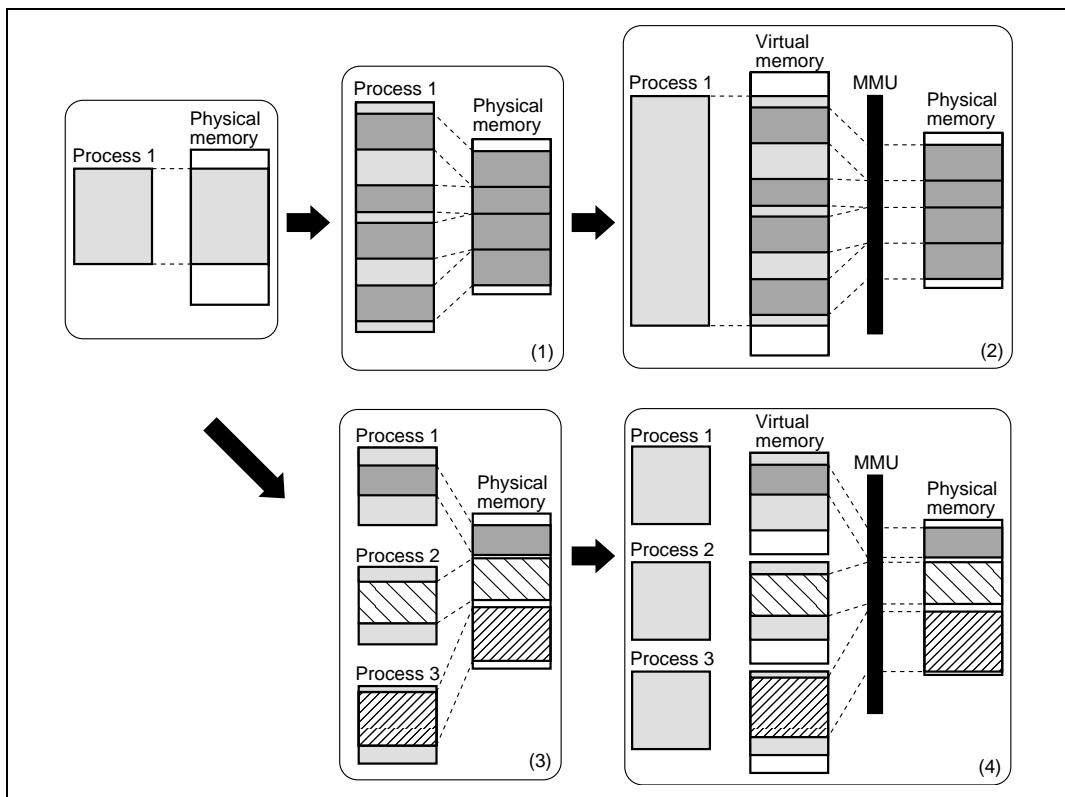 Process 1
Physical
memory
Process 1
Physical
memory
(1)
Process 1
Virtual
memory
MMU
Physical
memory
(2)
Process 1
Physical
memory
Process 2
Process 3
(3)
Process 1
Virtual
memory
MMU
Physical
memory
Process 2
Process 3
(4)